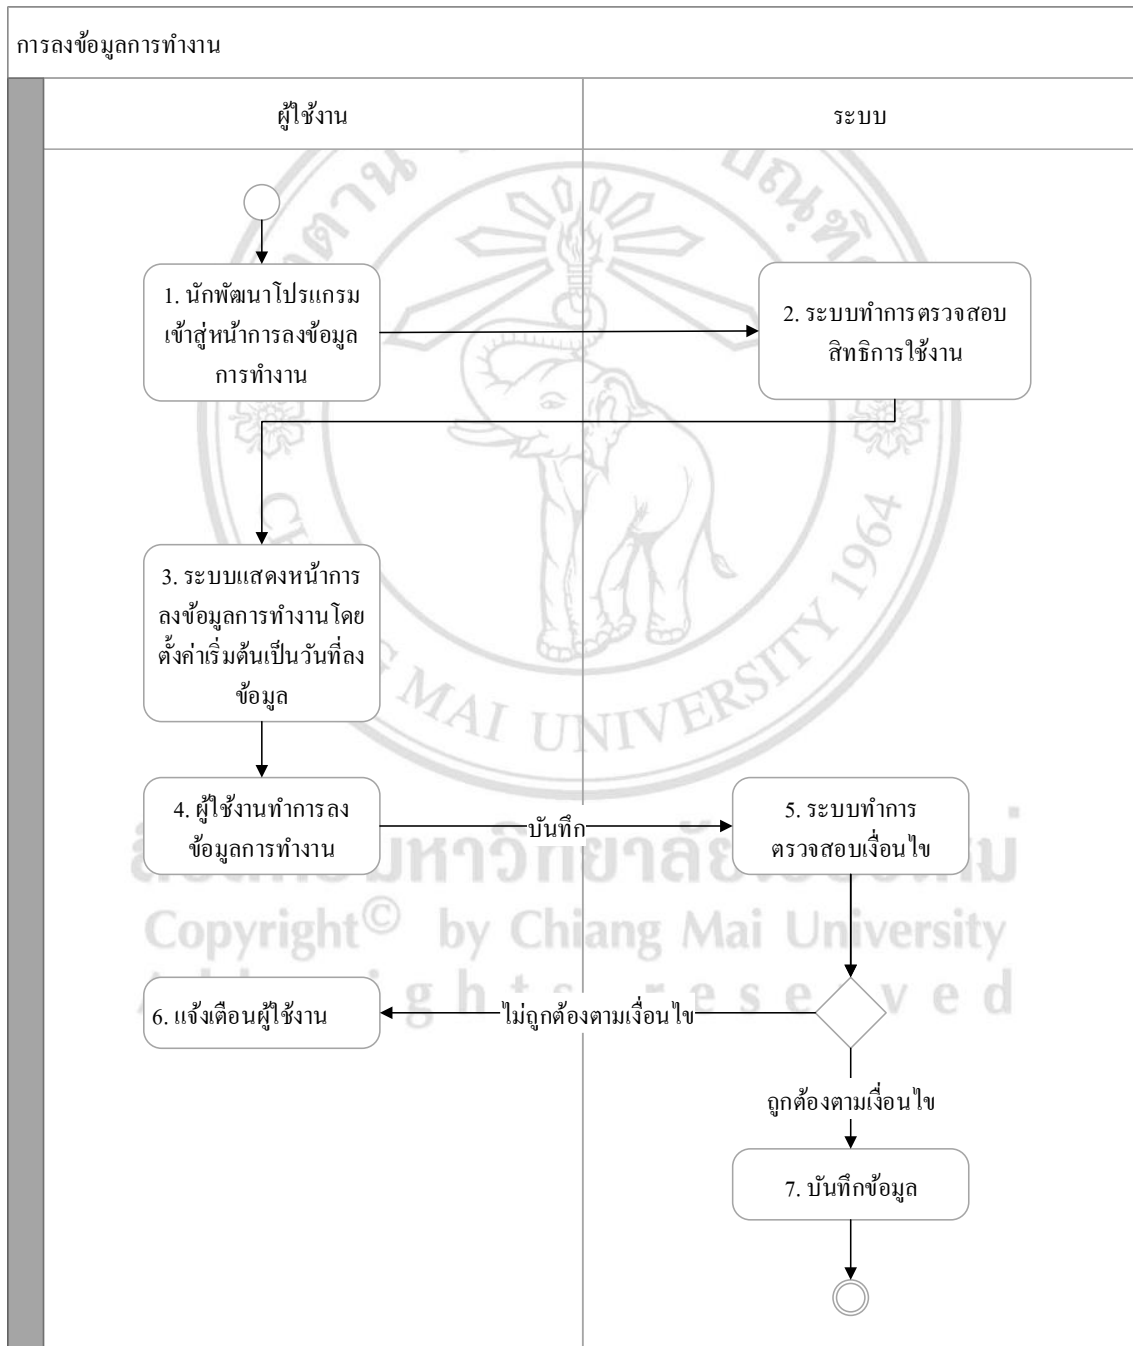 การลงข้อมูลการทำงาน
ผู้ใช้งาน
ระบบ
1. นักพัฒนาโปรแกรม
เข้าสู่หน้าการลงข้อมูล
การทำงาน
2. ระบบทำการตรวจสอบ
สิทธิการใช้งาน
3. ระบบแสดงหน้าการ
ลงข้อมูลการทำงานโดย
ตั้งค่าเริ่มต้นเป็นวันที่ลง
ข้อมูล
4. ผู้ใช้งานทำการลง
ข้อมูลการทำงาน
บันทึก
5. ระบบทำการ
ตรวจสอบเงื่อนไข
6. แจ้งเตือนผู้ใช้งาน
ไม่ถูกต้องตามเงื่อนไข
ถูกต้องตามเงื่อนไข
7. บันทึกข้อมูล
MAI UNIVERSITY 1964
Copyright© by Chiang Mai University